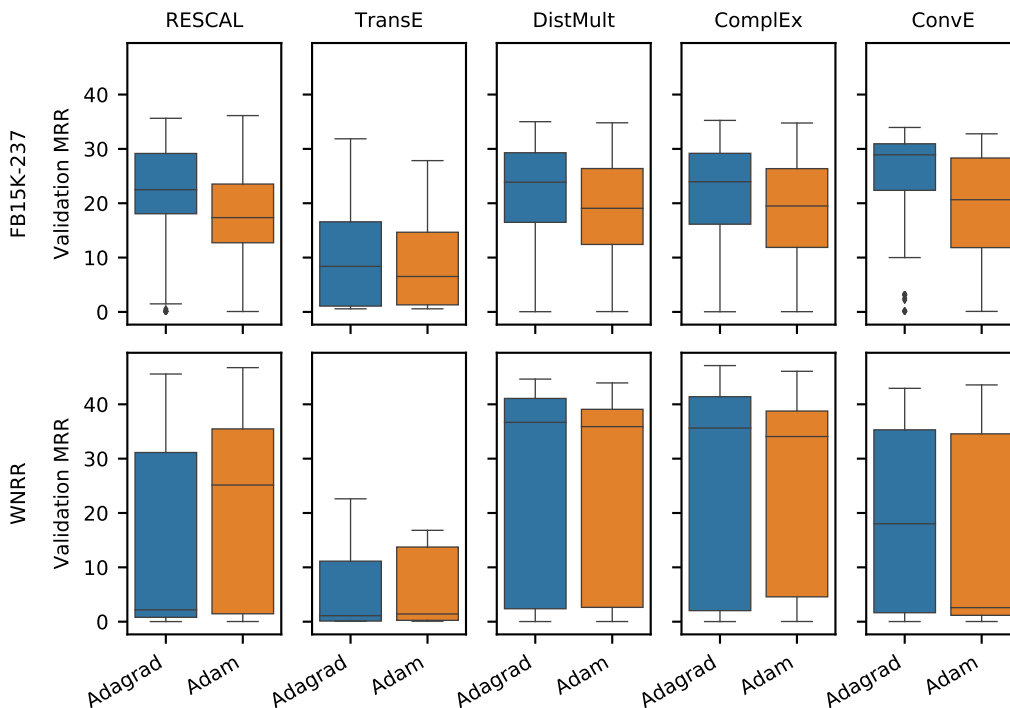 RESCAL TransE DistMult ComplEx ConvE
FB15K-237
Validation MRR
40
30
20
10
0
WNRR
Validation MRR
40
30
20
10
0
Adagrad Adam Adagrad Adam Adagrad Adam Adagrad Adam Adagrad Adam